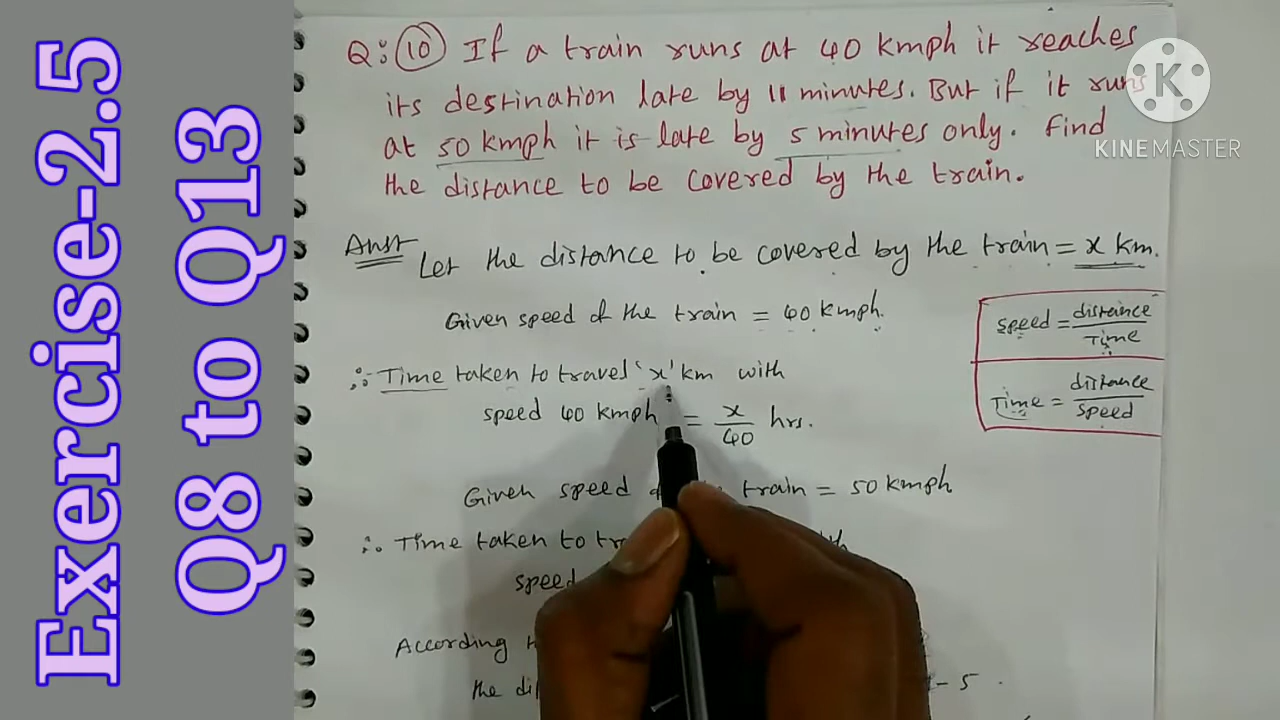 Exercise-2.5
Q8 to Q13
Q:10 If a train runs at 40 kmph it reaches
its destination late by 11 minutes. But if it runs
at 50 kmph it is late by 5 minutes only. Find
the distance to be covered by the train.
K
KINEMASTER
Ans: Let the distance to be covered by the train = x km.
Given speed of the train = 40 kmph.
∴ Time taken to travel 'x' km with
speed 40 kmph = x/40 hrs.
speed = distance/Time
Time = distance/speed
Given speed train = 50 kmph
∴ Time taken to
speed
According
the
- 5.